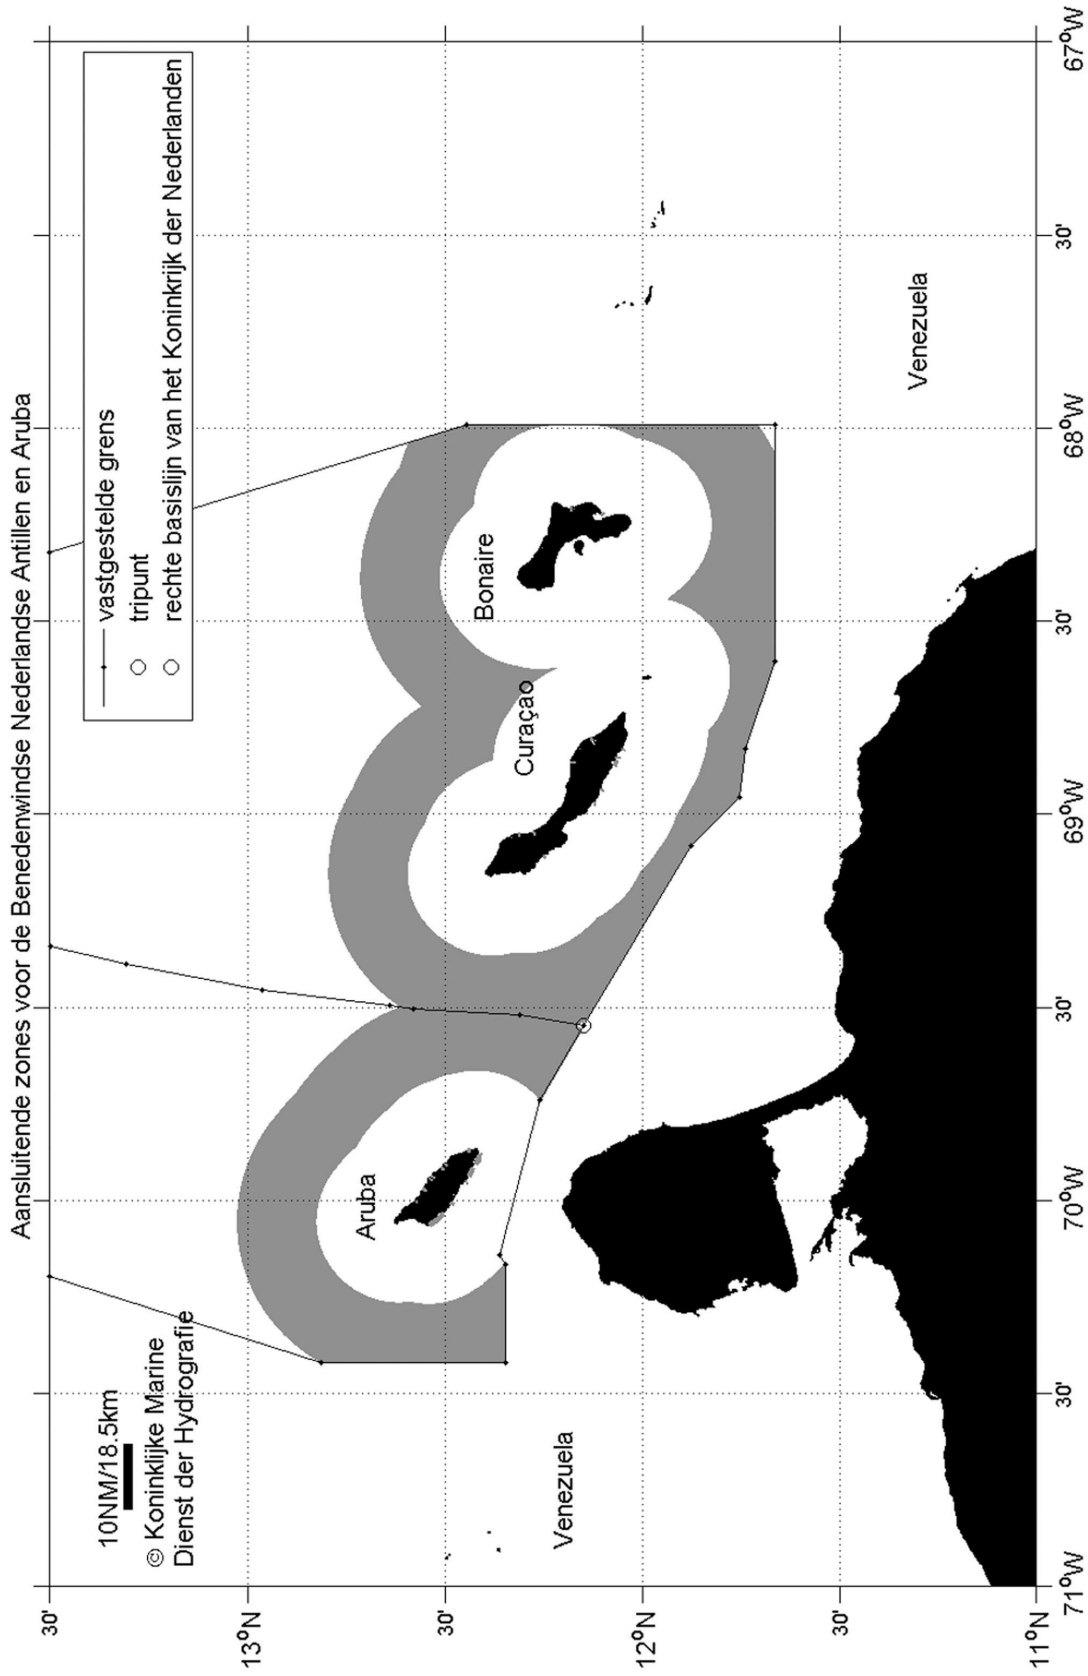 Aansluitende zones voor de Benedenwindse Nederlandse Antillen en Aruba
10NM/18.5km
© Koninklijke Marine
Dienst der Hydrografie
vastgestelde grens
tripunt
rechte basislijn van het Koninkrijk der Nederlanden
Aruba
Curaçao
Bonaire
Venezuela
Venezuela
30'
13°N
30'
12°N
30'
11°N
71°W
30'
70°W
30'
69°W
30'
68°W
30'
67°W